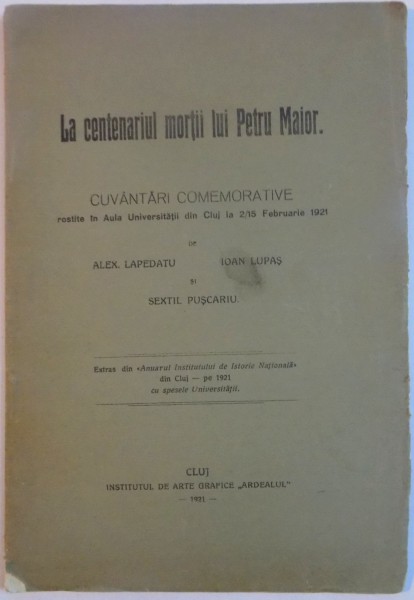 La centenariul morții lui Petru Maior.
CUVÂNTĂRI COMEMORATIVE
rostite în Aula Universității din Cluj la 2/15 Februarie 1921
DE
ALEX. LAPEDATU IOAN LUPAȘ
ȘI
SEXTIL PUȘCARIU.
Extras din «Anuarul Institutului de Istorie Națională»
din Cluj — pe 1921
cu spesele Universității.
CLUJ
INSTITUTUL DE ARTE GRAFICE „ARDEALUL”
— 1921 —